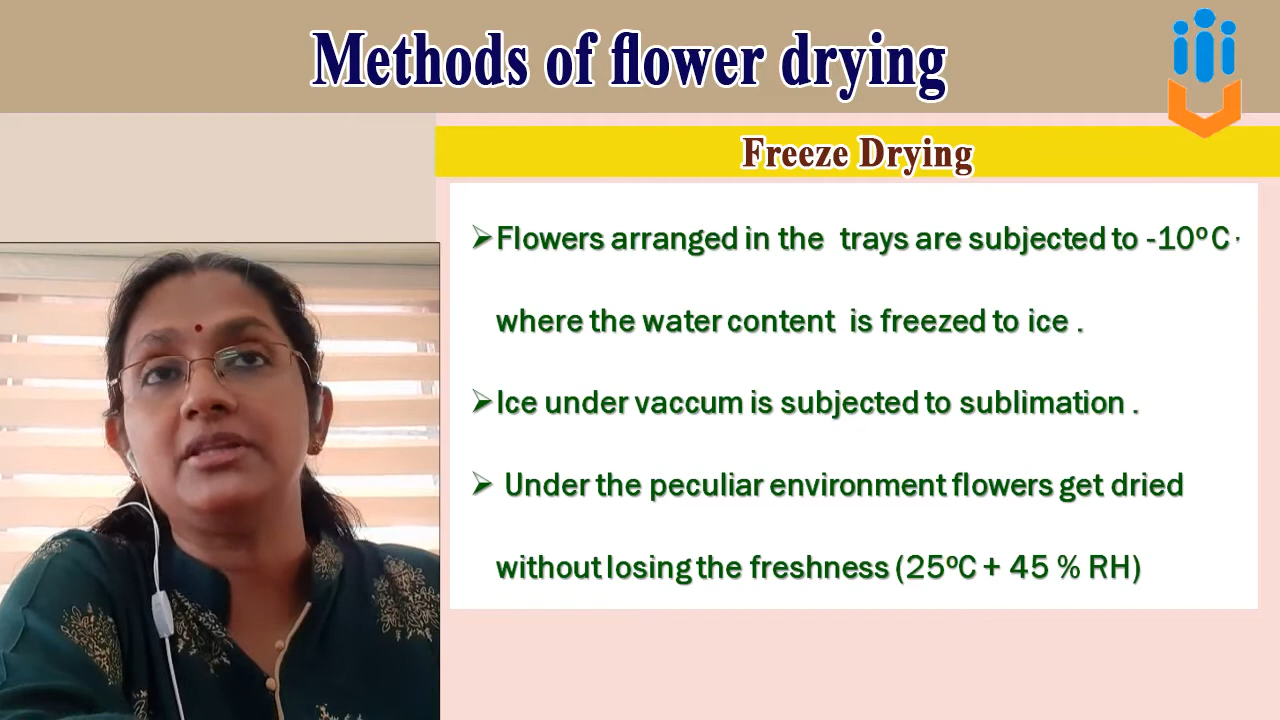 Methods of flower drying
Freeze Drying
➢Flowers arranged in the trays are subjected to -10ºC.
where the water content is freezed to ice .
➢Ice under vaccum is subjected to sublimation .
➢ Under the peculiar environment flowers get dried
without losing the freshness (25ºC + 45 % RH)